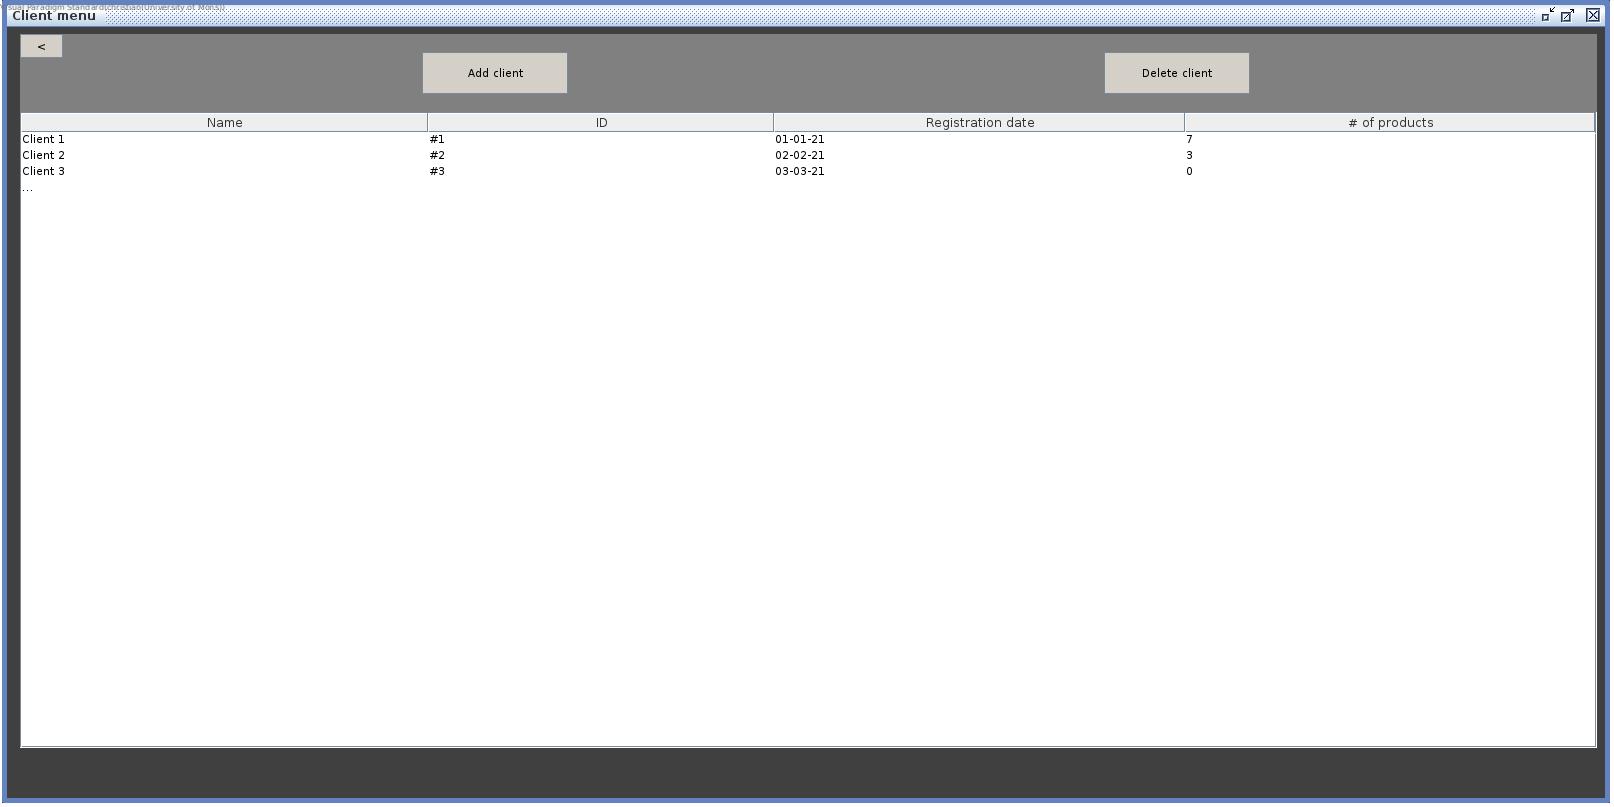 Visual Paradigm Standard(christian(University of Mons))
Client menu
<
Add client Delete client
Name ID Registration date # of products
Client 1 #1 01-01-21 7
Client 2 #2 02-02-21 3
Client 3 #3 03-03-21 0
...